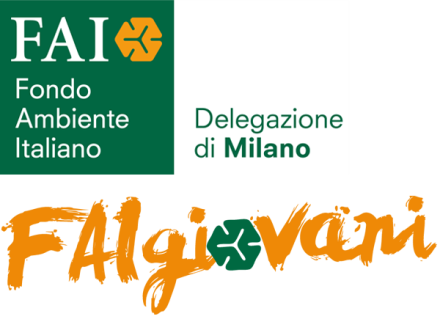 FAI
Fondo
Ambiente
Italiano
Delegazione
di Milano
FAIgiovani